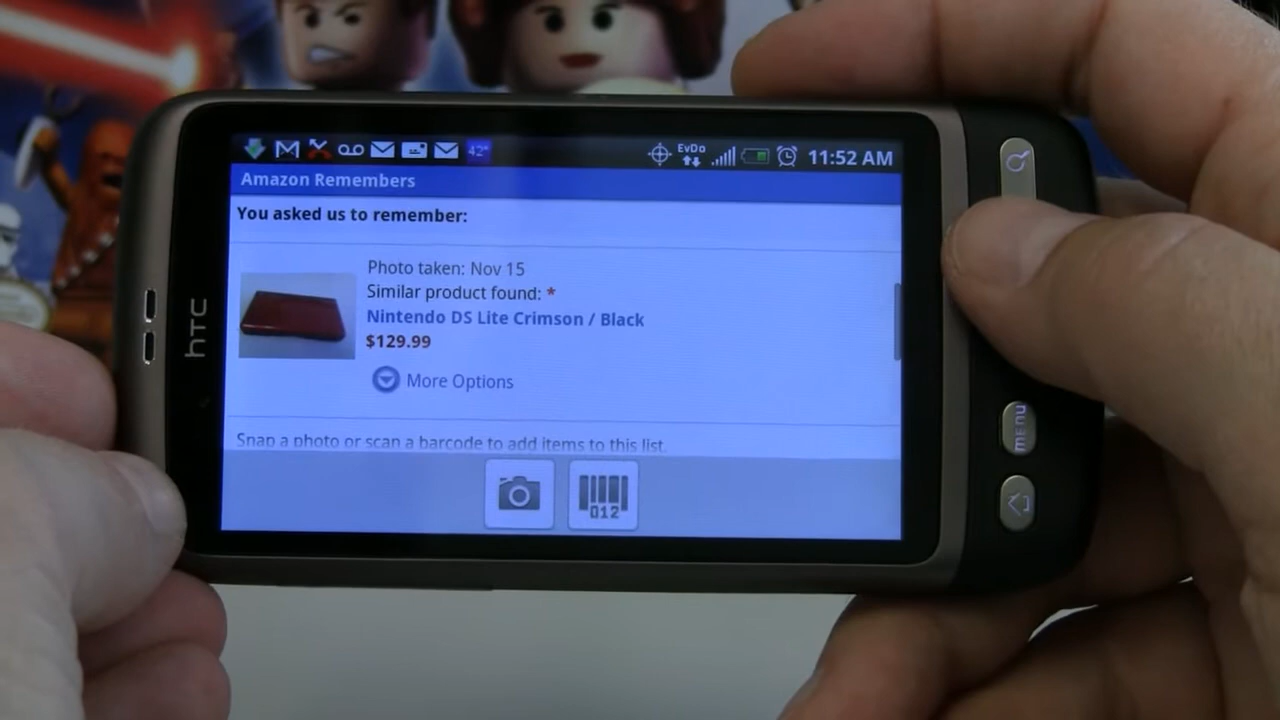 42°
EvDo
11:52 AM
Amazon Remembers
You asked us to remember:
Photo taken: Nov 15
Similar product found: *
Nintendo DS Lite Crimson / Black
$129.99
More Options
Snap a photo or scan a barcode to add items to this list.
012
hTC
menu